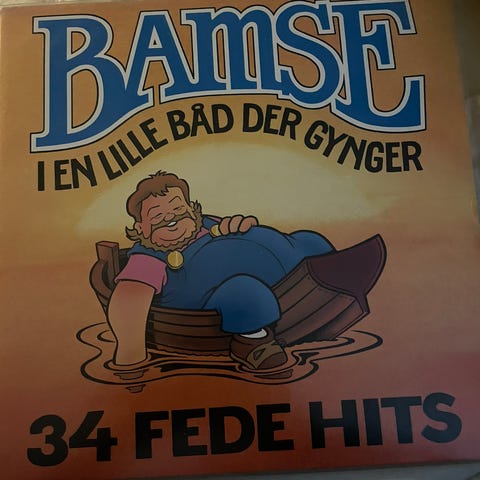 BAMSE
I EN LILLE BÅD DER GYNGER
34 FEDE HITS